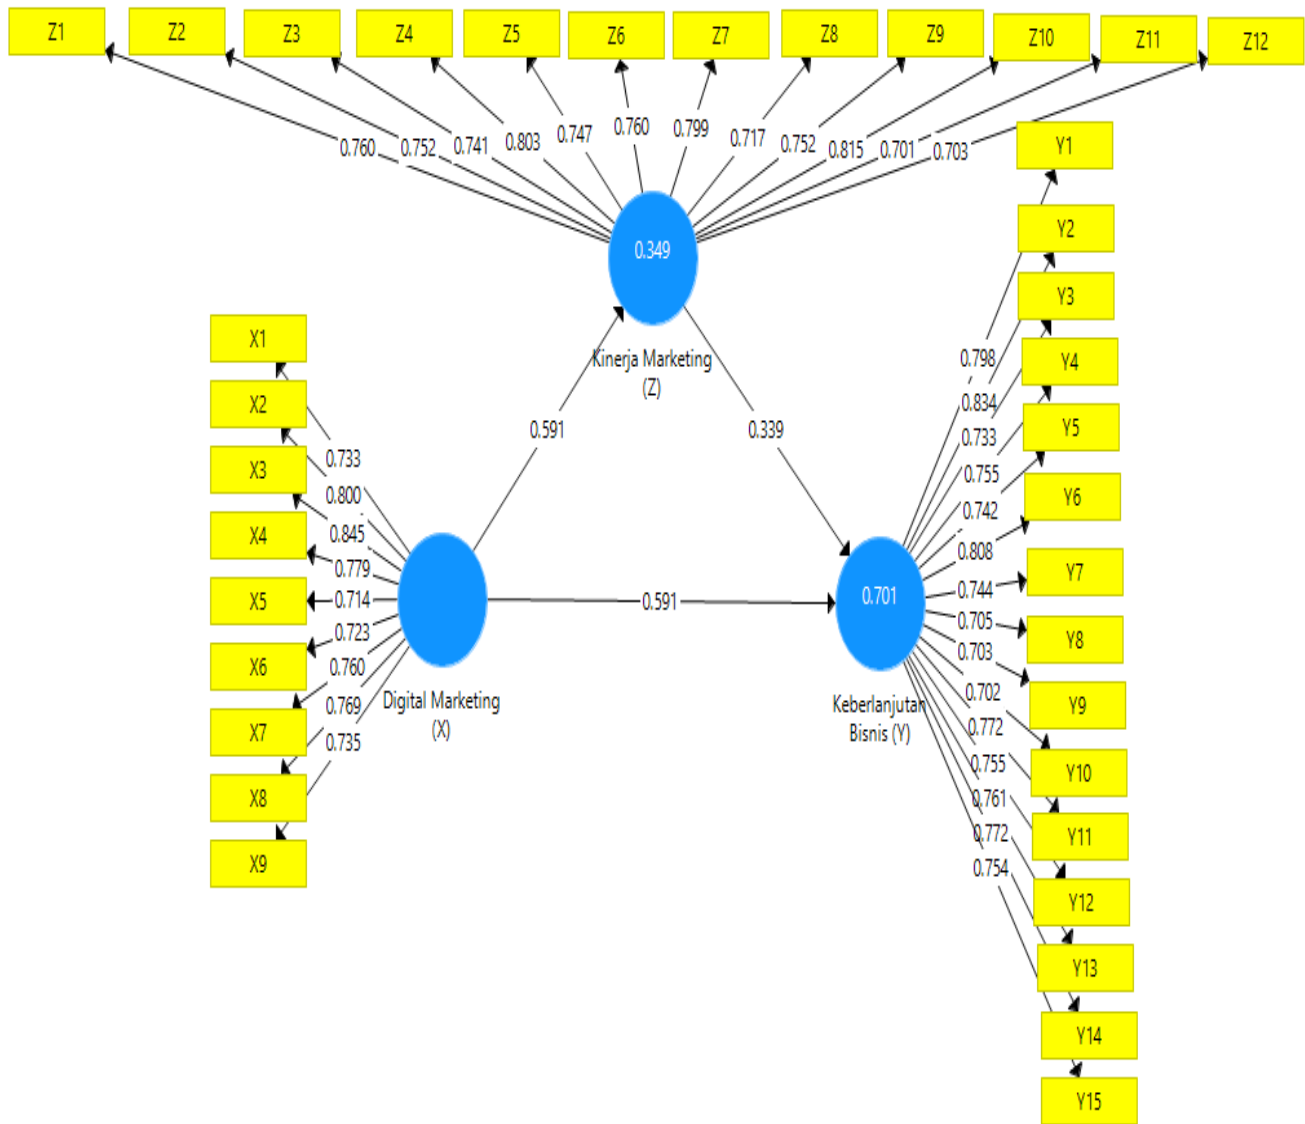 Z1
Z2
Z3
Z4
Z5
Z6
Z7
Z8
Z9
Z10
Z11
Z12
0.760
0.752
0.741
0.803
0.747
0.760
0.799
0.717
0.752
0.815
0.701
0.703
0.349
Kinerja Marketing
(Z)
0.591
0.339
X1
X2
X3
X4
X5
X6
X7
X8
X9
0.733
0.800
0.845
0.779
0.714
0.723
0.760
0.769
0.735
Digital Marketing
(X)
0.591
0.701
Keberlanjutan
Bisnis (Y)
0.798
0.834
0.733
0.755
0.742
0.808
0.744
0.705
0.703
0.702
0.772
0.755
0.761
0.772
0.754
Y1
Y2
Y3
Y4
Y5
Y6
Y7
Y8
Y9
Y10
Y11
Y12
Y13
Y14
Y15